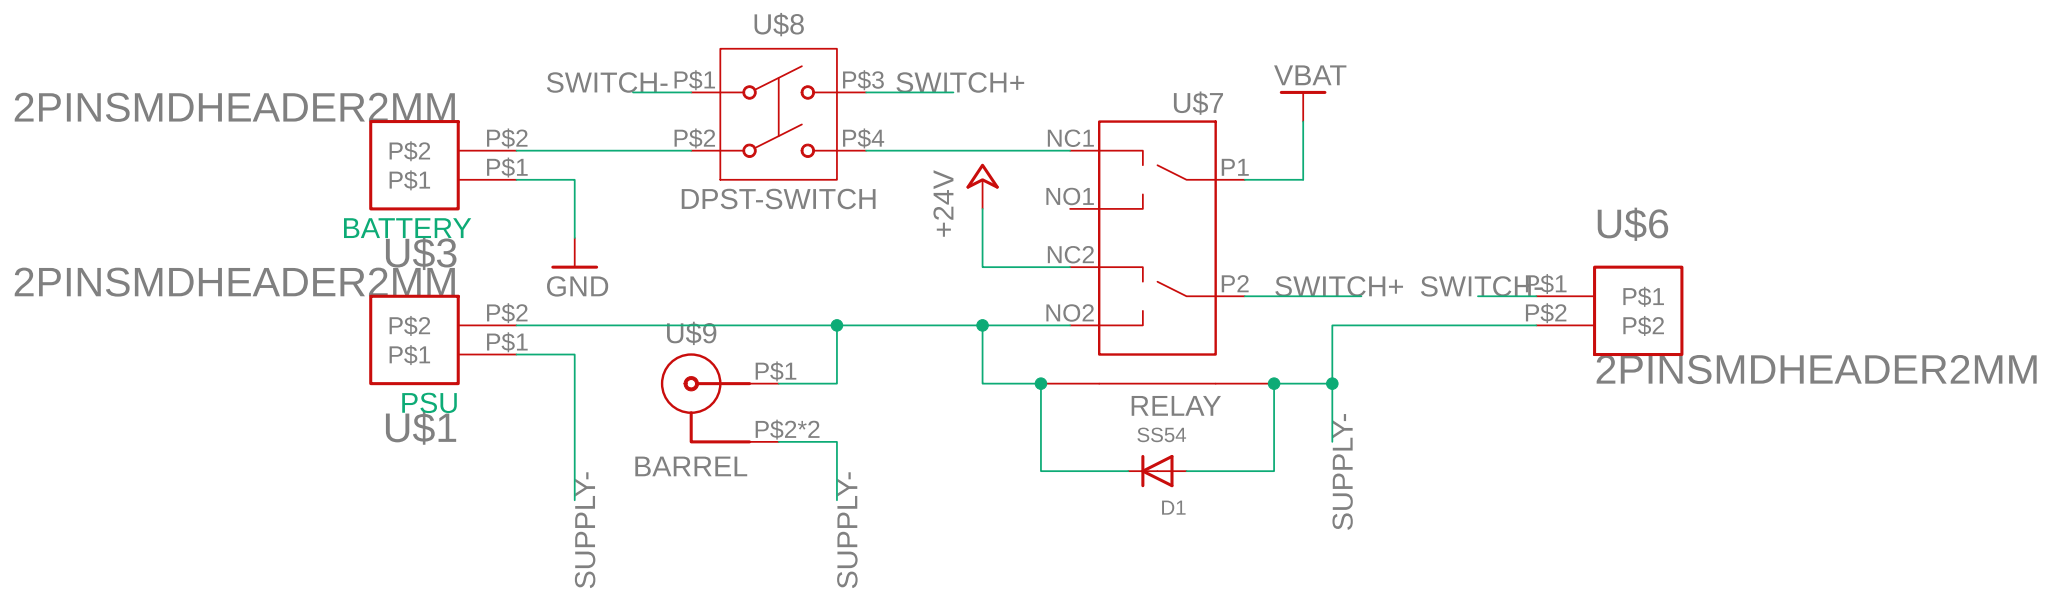 U$8
SWITCH-
P$1
P$3
SWITCH+
P$2
P$4
DPST-SWITCH
2PINSMDHEADER2MM
P$2
P$1
P$2
P$1
BATTERY
U$3
GND
2PINSMDHEADER2MM
P$2
P$1
P$2
P$1
PSU
U$1
SUPPLY-
U$9
P$1
P$2*2
BARREL
SUPPLY-
+24V
U$7
NC1
NO1
NC2
NO2
P1
P2
VBAT
SWITCH+
RELAY
SS54
D1
SUPPLY-
U$6
SWITCH-
P$1
P$2
P$1
P$2
2PINSMDHEADER2MM